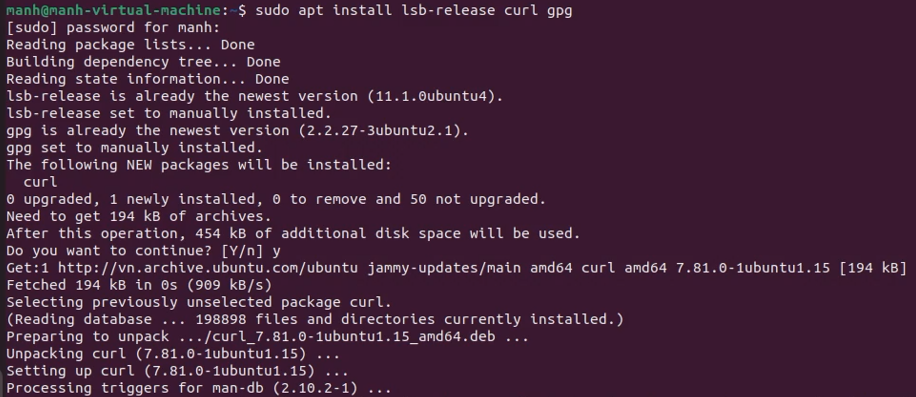 manh@manh-virtual-machine:~$ sudo apt install lsb-release curl gpg
[sudo] password for manh:
Reading package lists... Done
Building dependency tree... Done
Reading state information... Done
lsb-release is already the newest version (11.1.0ubuntu4).
lsb-release set to manually installed.
gpg is already the newest version (2.2.27-3ubuntu2.1).
gpg set to manually installed.
The following NEW packages will be installed:
  curl
0 upgraded, 1 newly installed, 0 to remove and 50 not upgraded.
Need to get 194 kB of archives.
After this operation, 454 kB of additional disk space will be used.
Do you want to continue? [Y/n] y
Get:1 http://vn.archive.ubuntu.com/ubuntu jammy-updates/main amd64 curl amd64 7.81.0-1ubuntu1.15 [194 kB]
Fetched 194 kB in 0s (909 kB/s)
Selecting previously unselected package curl.
(Reading database ... 198898 files and directories currently installed.)
Preparing to unpack .../curl_7.81.0-1ubuntu1.15_amd64.deb ...
Unpacking curl (7.81.0-1ubuntu1.15) ...
Setting up curl (7.81.0-1ubuntu1.15) ...
Processing triggers for man-db (2.10.2-1) ...